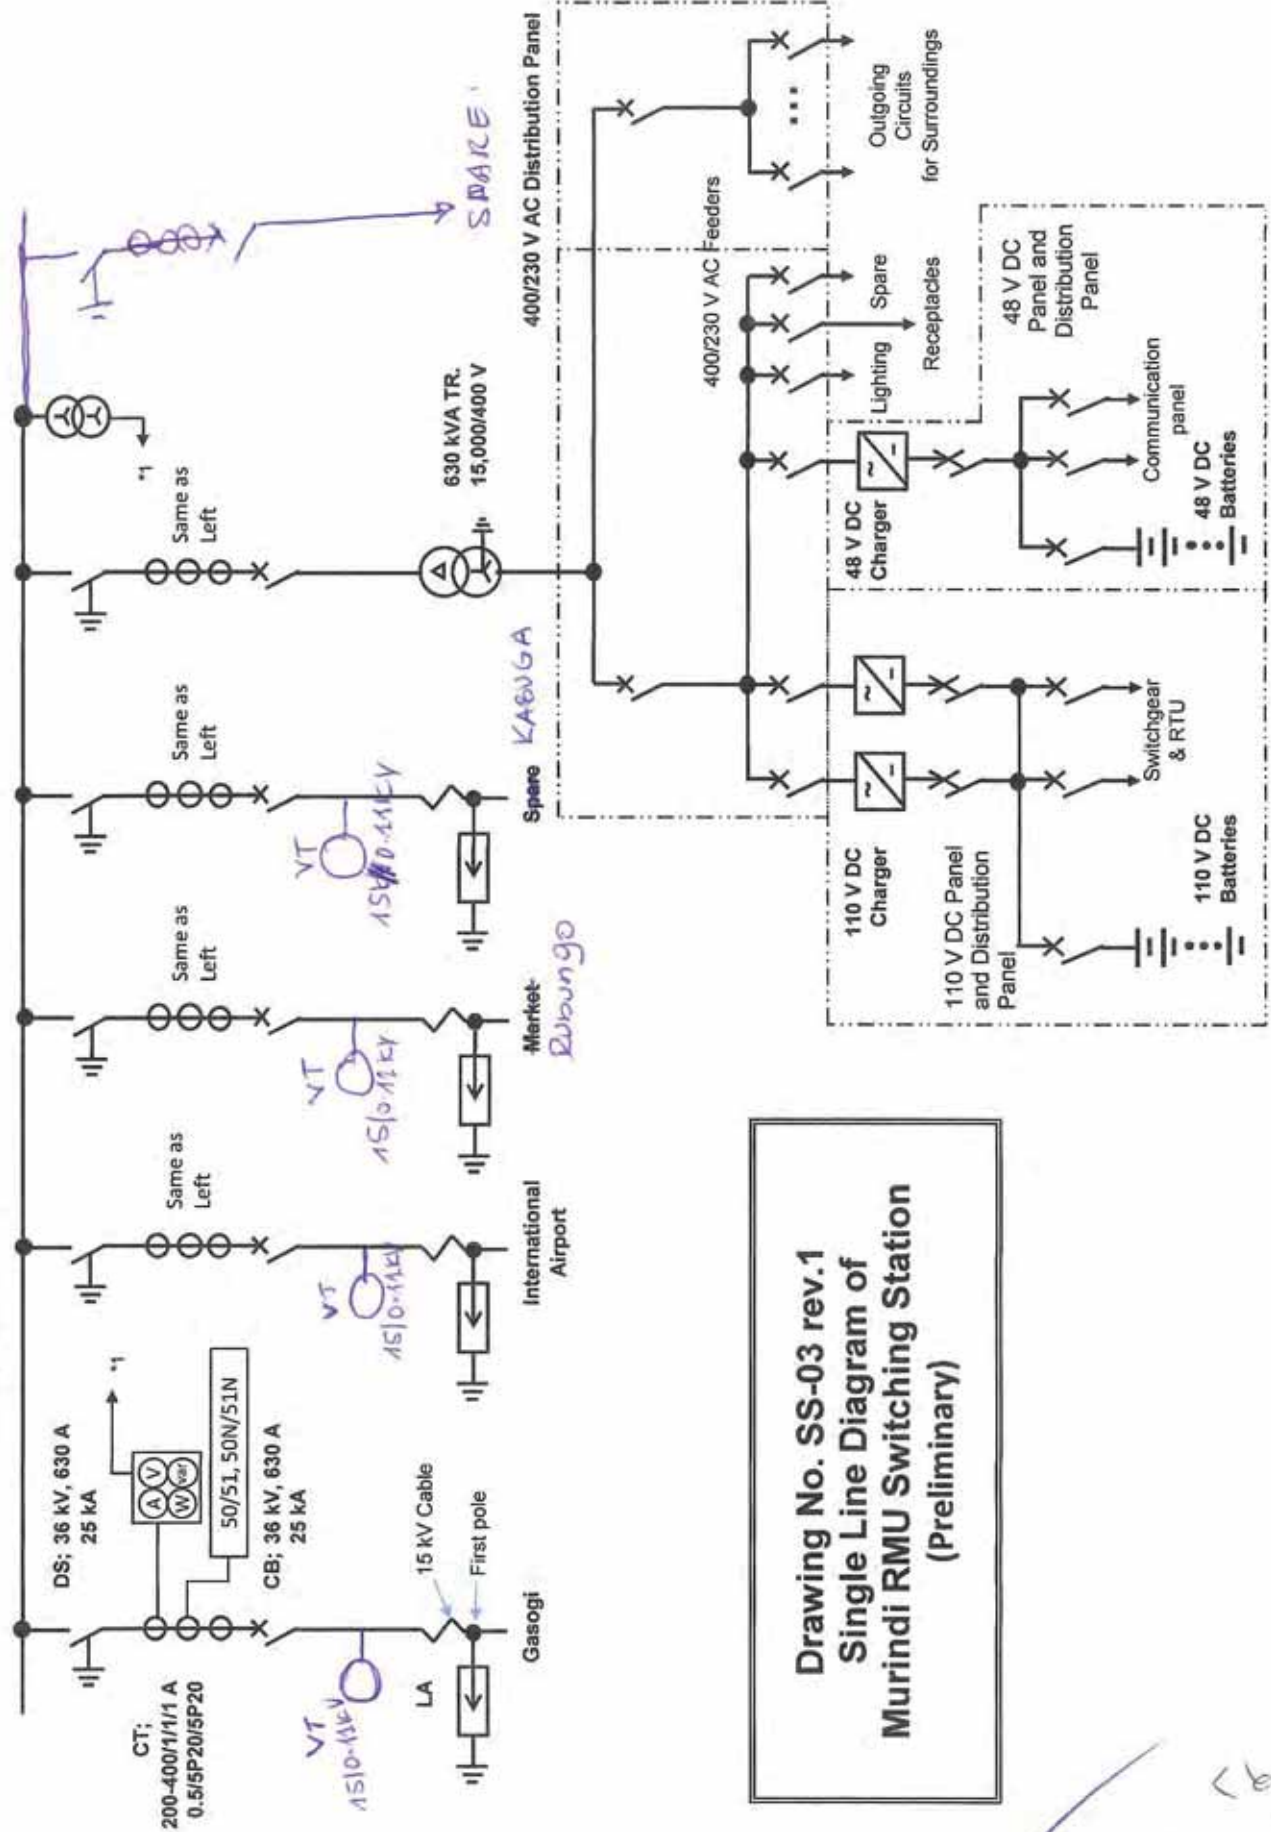 SPARE
*1
Same as
Left
630 kVA TR.
15,000/400 V
Same as
Left
VT
15/0.11KV
Spare
KABUGA
Same as
Left
VT
15/0.11KV
Market
Rubungo
Same as
Left
VT
15/0.11KV
International
Airport
DS; 36 kV, 630 A
25 kA
*1
A
V
W
var
50/51, 50N/51N
CB; 36 kV, 630 A
25 kA
CT;
200-400/1/1/1 A
0.5/5P20/5P20
VT
15/0.11KV
15 kV Cable
First pole
LA
Gasogi
400/230 V AC Distribution Panel
400/230 V AC Feeders
Outgoing
Circuits
for Surroundings
Lighting
Spare
Receptacles
48 V DC
Charger
48 V DC
Panel and
Distribution
Panel
Communication
panel
48 V DC
Batteries
110 V DC
Charger
110 V DC Panel
and Distribution
Panel
Switchgear
& RTU
110 V DC
Batteries
Drawing No. SS-03 rev.1
Single Line Diagram of
Murindi RMU Switching Station
(Preliminary)